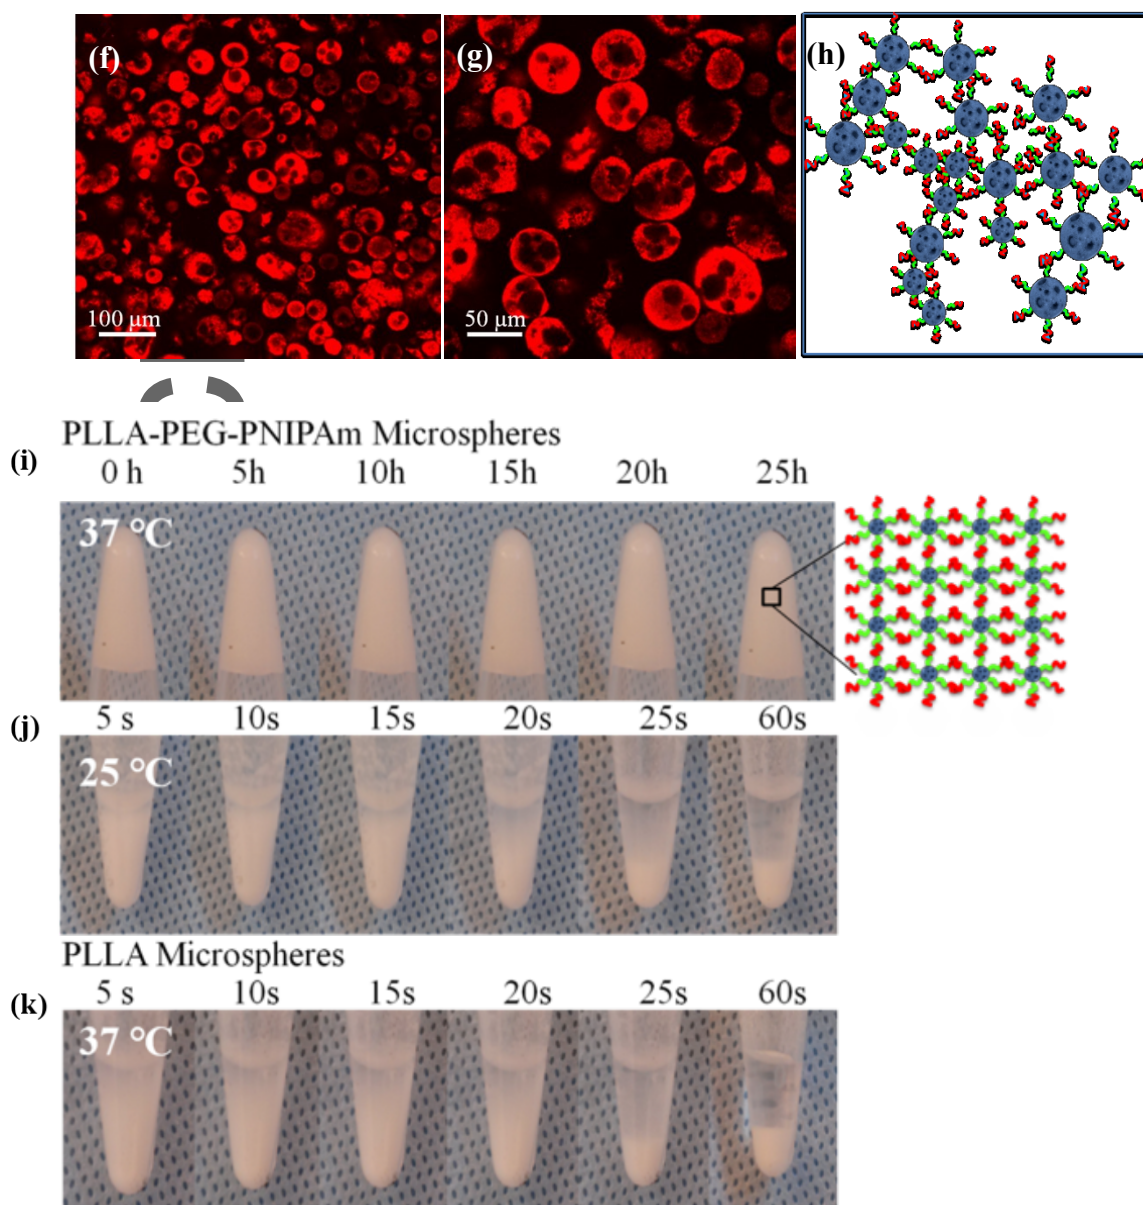 (f)
(g)
(h)
100 μm
50 μm
PLLA-PEG-PNIPAm Microspheres
(i)
0 h 5h 10h 15h 20h 25h
37 °C
(j)
5 s 10s 15s 20s 25s 60s
25 °C
PLLA Microspheres
(k)
5 s 10s 15s 20s 25s 60s
37 °C